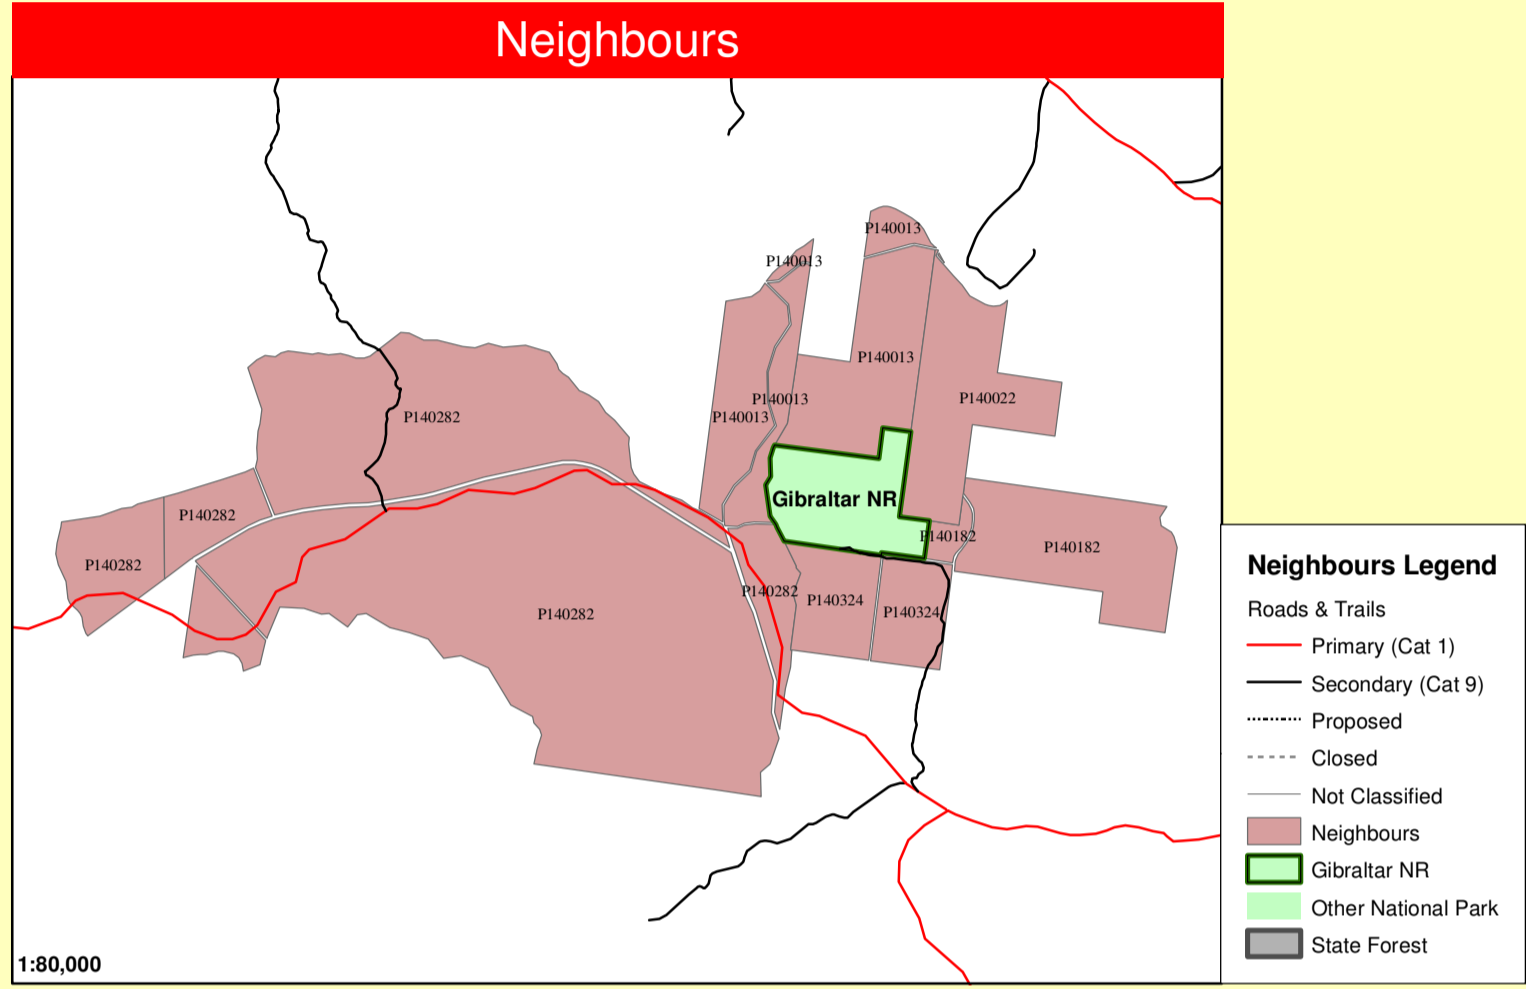 Neighbours
P140013
P140013
P140013
P140022
P140013
P140013
P140282
Gibraltar NR
P140282
P140182
P140182
P140282
P140282
P140324
P140324
P140282
1:80,000
Neighbours Legend
Roads & Trails
Primary (Cat 1)
Secondary (Cat 9)
Proposed
Closed
Not Classified
Neighbours
Gibraltar NR
Other National Park
State Forest